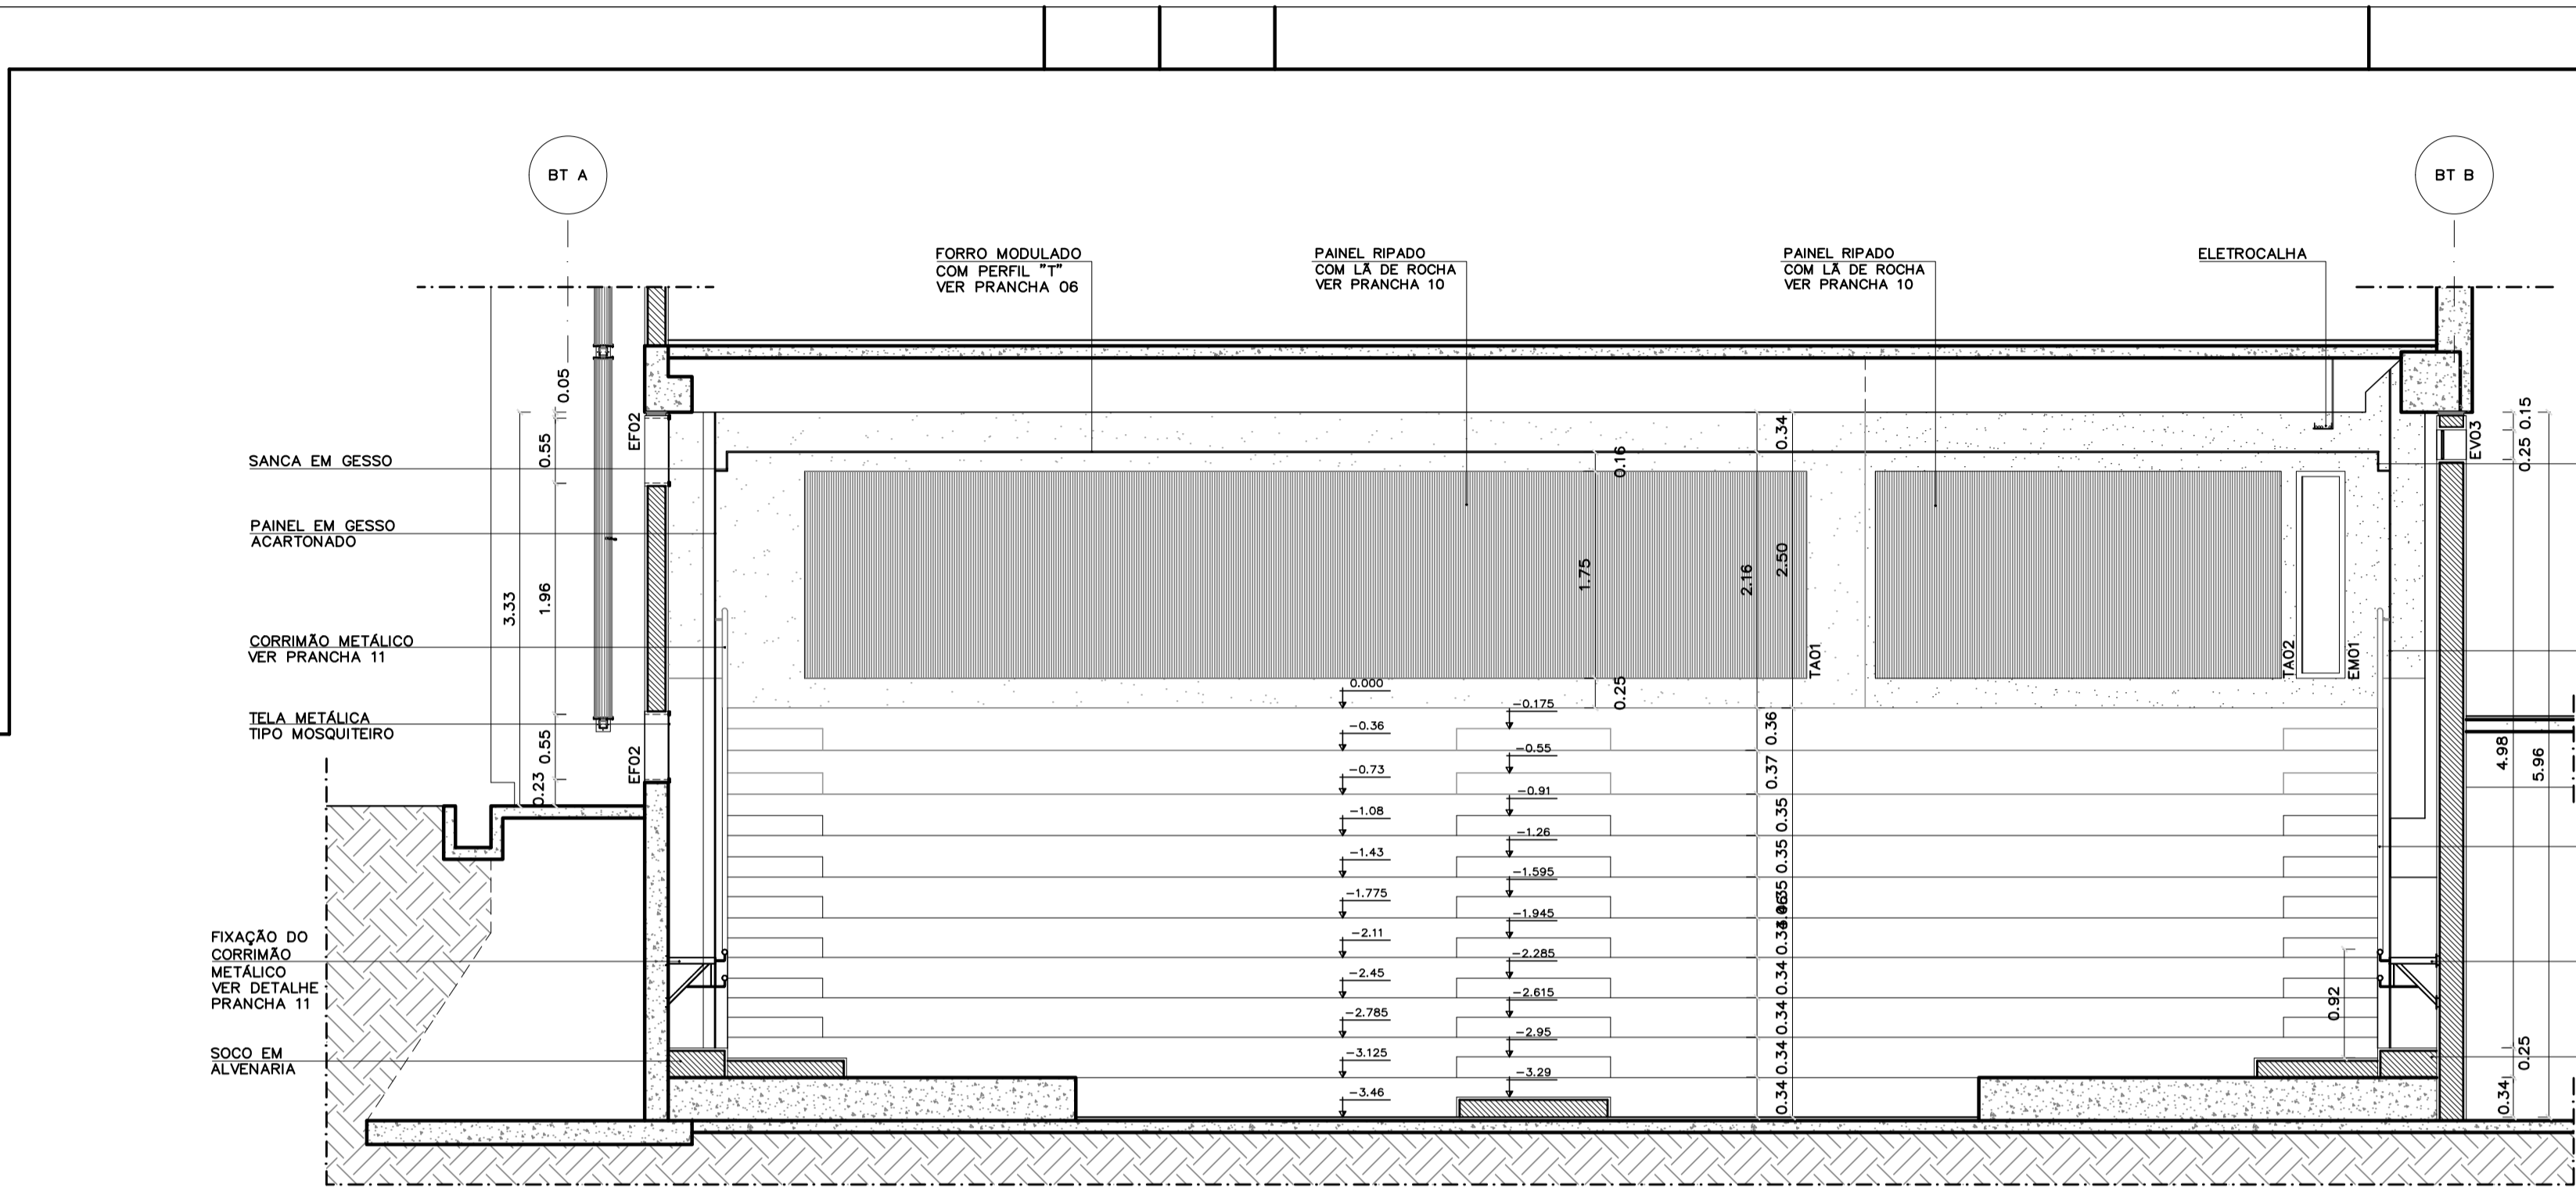 BT A
BT B
FORRO MODULADO
COM PERFIL "T"
VER PRANCHA 06
PAINEL RIPADO
COM LÃ DE ROCHA
VER PRANCHA 10
PAINEL RIPADO
COM LÃ DE ROCHA
VER PRANCHA 10
ELETROCALHA
SANCA EM GESSO
PAINEL EM GESSO
ACARTONADO
CORRIMÃO METÁLICO
VER PRANCHA 11
TELA METÁLICA
TIPO MOSQUITEIRO
FIXAÇÃO DO
CORRIMÃO
METÁLICO
VER DETALHE
PRANCHA 11
SOCO EM
ALVENARIA
3.33
0.05
0.55
1.96
0.55
0.23
EF02
EF02
0.16
1.75
0.25
2.16
0.34
2.50
TA01
TA02
EM01
EV03
0.15
0.25
4.98
5.96
0.25
0.34
0.92
0.000
-0.36
-0.73
-1.08
-1.43
-1.775
-2.11
-2.45
-2.785
-3.125
-3.46
-0.175
-0.55
-0.91
-1.26
-1.595
-1.945
-2.285
-2.615
-2.95
-3.29
0.36
0.37
0.35
0.35
0.34
0.34
0.34
0.34